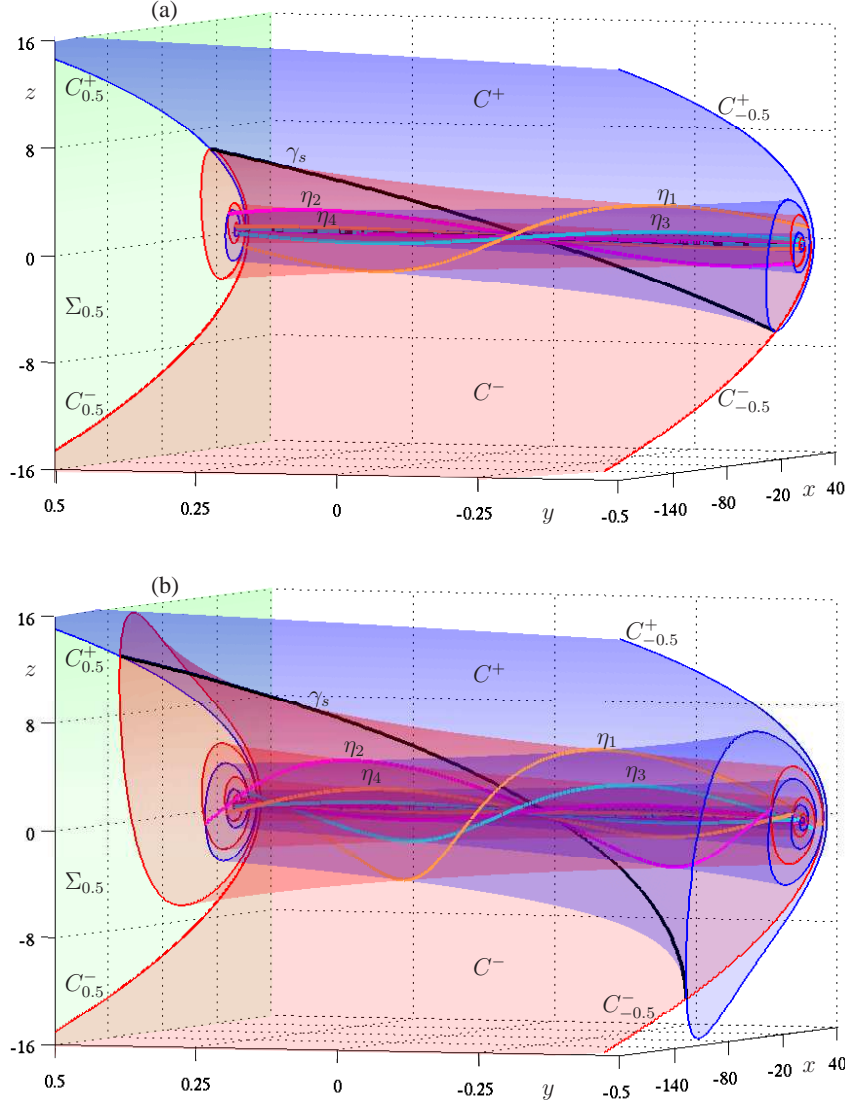 (a)
16
8
0
-8
-16
z
C⁺₀.₅
Σ₀.₅
C⁻₀.₅
C⁺
C⁻
C⁺₋₀.₅
C⁻₋₀.₅
γₛ
η₂
η₄
η₁
η₃
0.5
0.25
0
-0.25
-0.5
y
-140
-80
-20
40
x
(b)
16
8
0
-8
-16
z
C⁺₀.₅
Σ₀.₅
C⁻₀.₅
C⁺
C⁻
C⁺₋₀.₅
C⁻₋₀.₅
γₛ
η₂
η₄
η₁
η₃
0.5
0.25
0
-0.25
-0.5
y
-140
-80
-20
40
x